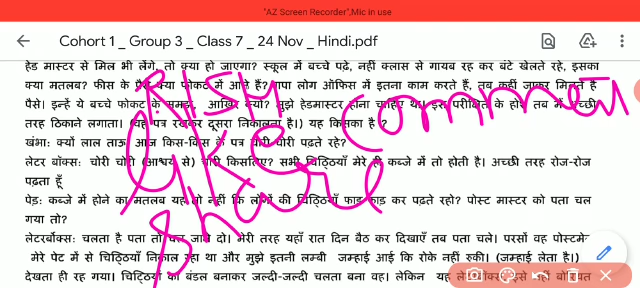 "AZ Screen Recorder",Mic in use
Cohort 1 _ Group 3 _ Class 7 _ 24 Nov _ Hindi.pdf
हेड मास्टर से मिल भी लेंगे, तो क्या हो जाएगा? स्कूल में बच्चे पढ़े, नहीं क्लास से गायब रह कर बंटे खेलते रहे, इसका
क्या मतलब? फीस के पैसे क्या फोकट में आते हैं? पापा लोग ऑफिस में इतना काम करते हैं, तब कहीं जाकर मिलते हैं
पैसे। इन्हें ये बच्चे फोकट के समझें, आखिर क्यों? मुझे हेडमास्टर होना चाहिए था। इस परीक्षित के होश तब मैं अच्छी
तरह ठिकाने लगाता। (वह पत्र रखकर दूसरा निकालना है।) यह किसका है?
खंभा: क्यों लाल ताऊ, आज किस-किस के पत्र चोरी चोरी पढ़ते रहे?
लेटर बॉक्स: चोरी चोरी (आश्चर्य से) चोरी किसलिए? सभी चिट्ठियाँ मेरे ही कब्जे में तो होती है। अच्छी तरह रोज-रोज
पढ़ता हूँ
पेड़: कब्जे में होने का मतलब यह तो नहीं कि लोगों की चिट्ठियाँ फाड़ फाड़ कर पढ़ते रहो? पोस्ट मास्टर को पता चल
गया तो?
लेटरबॉक्स: चलता है पता तो चल जाने दो। मेरी तरह यहाँ रात दिन बैठ कर दिखाएँ तब पता चले। परसों वह पोस्टमेन
मेरे पेट में से चिट्ठियाँ निकाल रहा था और मुझे इतनी लम्बी जम्हाई आई कि रोके नहीं रुकी। (जम्हाई लेता है।)
देखता ही रह गया। चिट्ठियों का बंडल बनाकर जल्दी-जल्दी चलता बना वह। लेकिन यह
like
comment
share